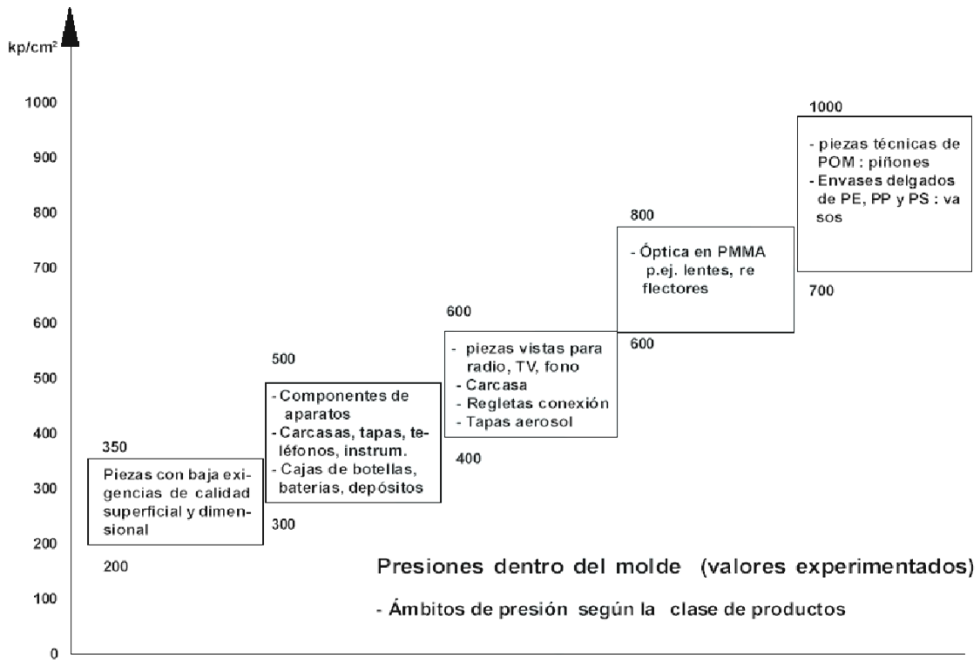 kp/cm²
1000
900
800
700
600
500
400
300
200
100
0
350
Piezas con baja exi-
gencias de calidad
superficial y dimen-
sional
200
500
- Componentes de
aparatos
- Carcasas, tapas, te-
léfonos, instrum.
- Cajas de botellas,
baterias, depósitos
300
600
- piezas vistas para
radio, TV, fono
- Carcasa
- Regletas conexión
- Tapas aerosol
400
800
- Óptica en PMMA
p.ej. lentes, re
flectores
600
1000
- piezas técnicas de
POM : piñones
- Envases delgados
de PE, PP y PS : va
sos
700
Presiones dentro del molde (valores experimentados)
- Ámbitos de presión según la clase de productos